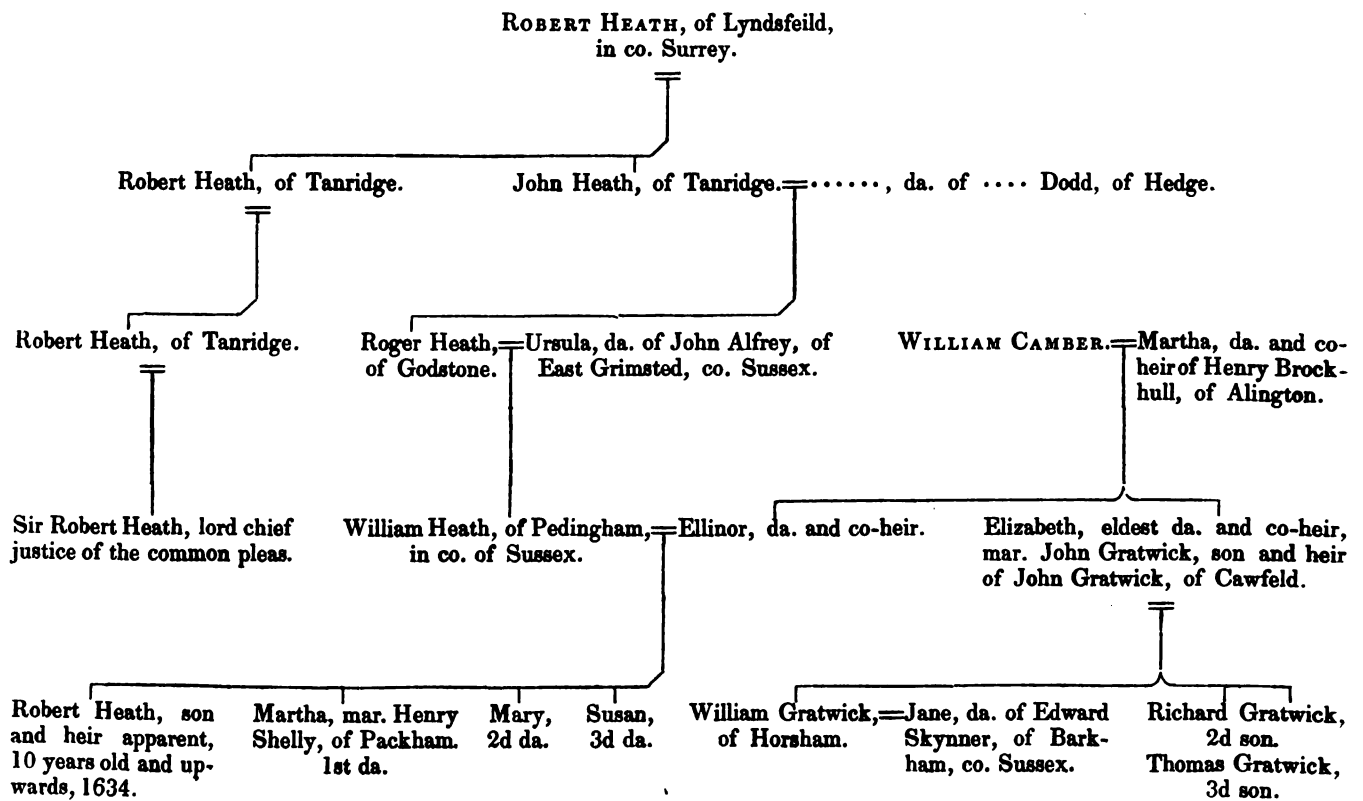 ROBERT HEATH, of Lyndsfeild,
in co. Surrey.
Robert Heath, of Tanridge.
John Heath, of Tanridge.=......, da. of .... Dodd, of Hedge.
Robert Heath, of Tanridge.
Roger Heath,
of Godstone.
=Ursula, da. of John Alfrey, of
East Grimsted, co. Sussex.
WILLIAM CAMBER.
=Martha, da. and co-
heir of Henry Brock-
hull, of Alington.
Sir Robert Heath, lord chief
justice of the common pleas.
William Heath, of Pedingham,
in co. of Sussex.
=Ellinor, da. and co-heir.
Elizabeth, eldest da. and co-heir,
mar. John Gratwick, son and heir
of John Gratwick, of Cawfeld.
Robert Heath, son
and heir apparent,
10 years old and up-
wards, 1634.
Martha, mar. Henry
Shelly, of Packham.
1st da.
Mary,
2d da.
Susan,
3d da.
William Gratwick,
of Horsham.
=Jane, da. of Edward
Skynner, of Bark-
ham, co. Sussex.
Richard Gratwick,
2d son.
Thomas Gratwick,
3d son.